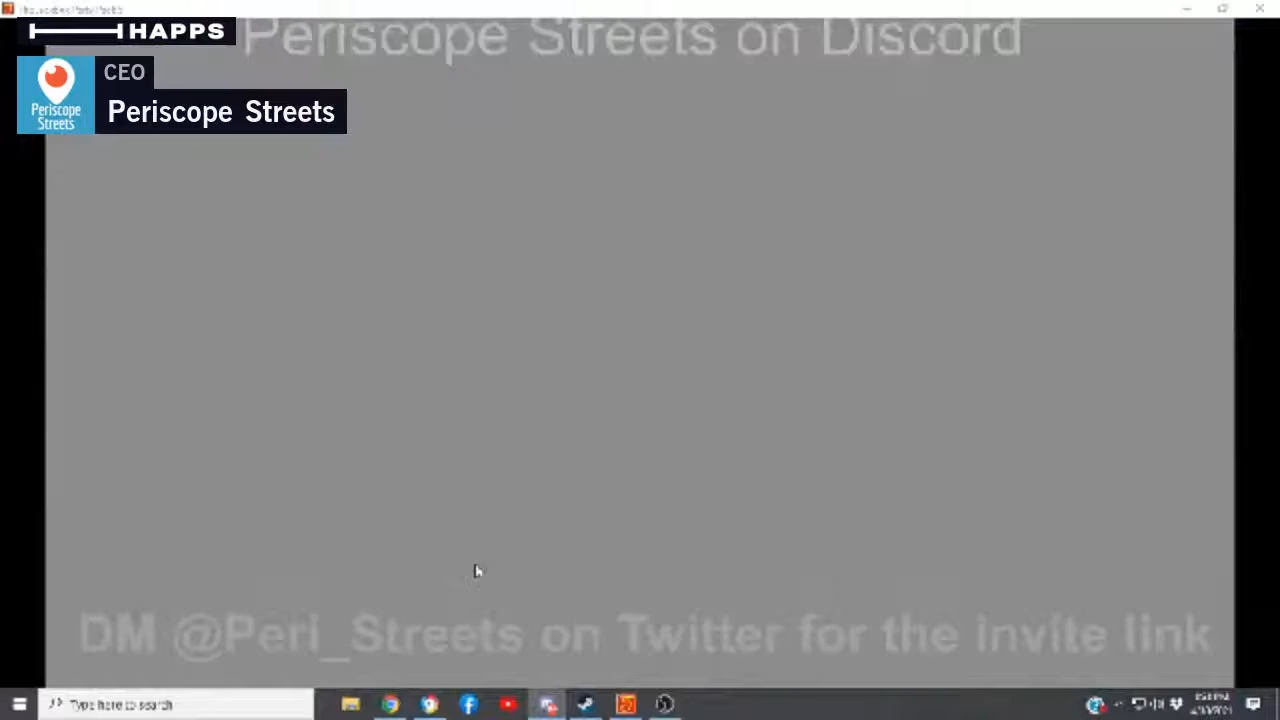 HAPPS
Periscope Streets on Discord
CEO
Periscope
Streets
Periscope Streets
DM @Peri_Streets on Twitter for the invite link
Type here to search